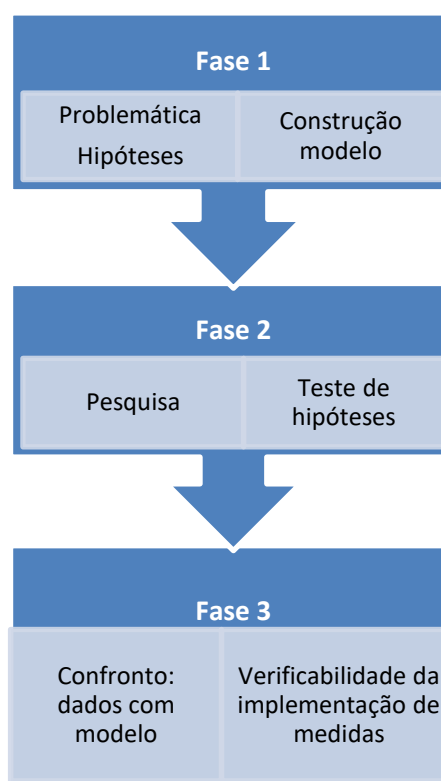 Fase 1
Problemática
Hipóteses
Construção
modelo
Fase 2
Pesquisa
Teste de
hipóteses
Fase 3
Confronto:
dados com
modelo
Verificabilidade da
implementação de
medidas